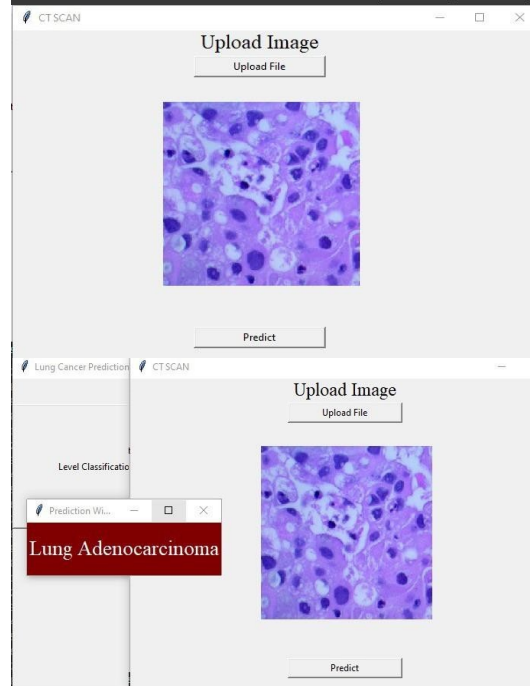 CT SCAN
Upload Image
Upload File
Predict
Lung Cancer Prediction
CT SCAN
Upload Image
Upload File
Level Classificatio
Prediction Wi...
Lung Adenocarcinoma
Predict